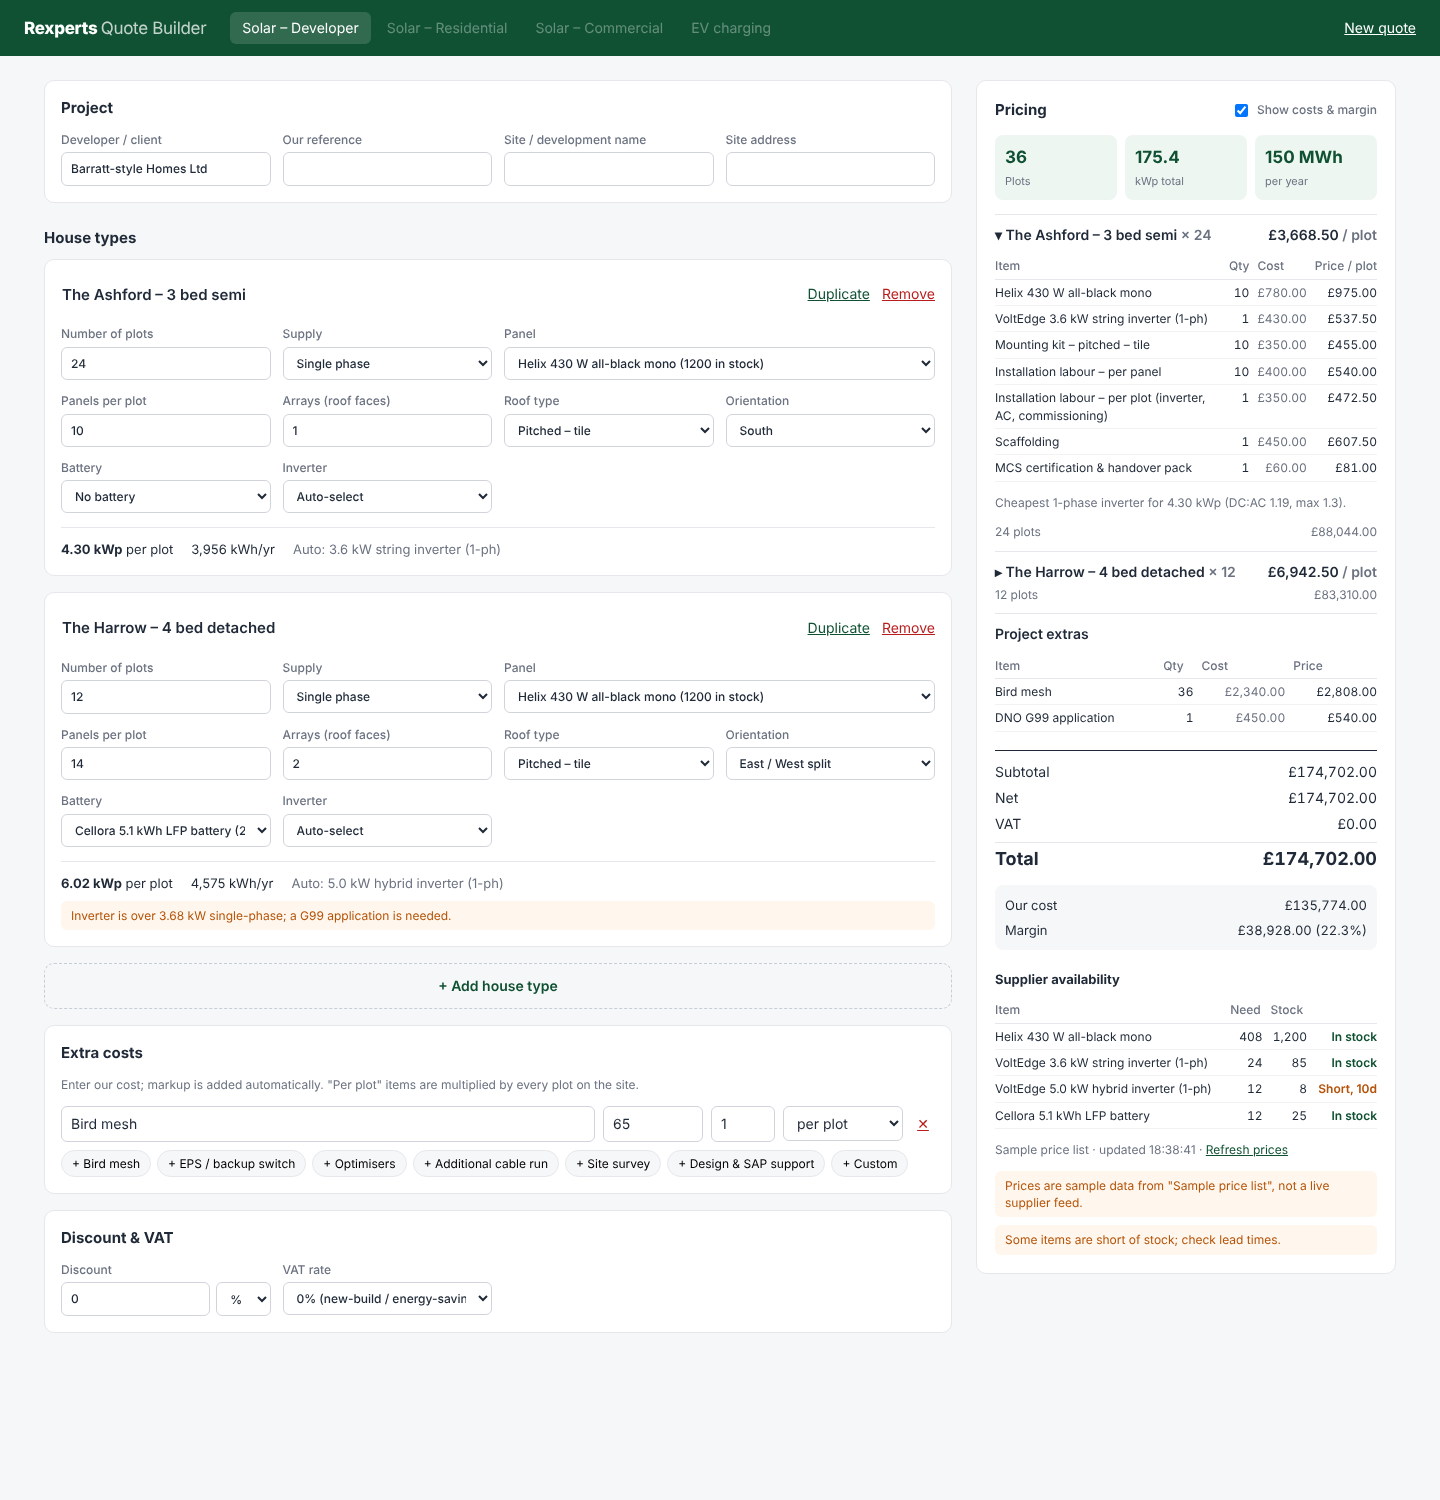 Rexperts Quote Builder Solar – Developer Solar – Residential Solar – Commercial EV charging New quote
Project
Developer / client Our reference Site / development name Site address
Barratt-style Homes Ltd
House types
The Ashford – 3 bed semi Duplicate Remove
Number of plots Supply Panel
24 Single phase Helix 430 W all-black mono (1200 in stock)
Panels per plot Arrays (roof faces) Roof type Orientation
10 1 Pitched – tile South
Battery Inverter
No battery Auto-select
4.30 kWp per plot 3,956 kWh/yr Auto: 3.6 kW string inverter (1-ph)
The Harrow – 4 bed detached Duplicate Remove
Number of plots Supply Panel
12 Single phase Helix 430 W all-black mono (1200 in stock)
Panels per plot Arrays (roof faces) Roof type Orientation
14 2 Pitched – tile East / West split
Battery Inverter
Cellora 5.1 kWh LFP battery (2 Auto-select
6.02 kWp per plot 4,575 kWh/yr Auto: 5.0 kW hybrid inverter (1-ph)
Inverter is over 3.68 kW single-phase; a G99 application is needed.
+ Add house type
Extra costs
Enter our cost; markup is added automatically. "Per plot" items are multiplied by every plot on the site.
Bird mesh 65 1 per plot ✕
+ Bird mesh + EPS / backup switch + Optimisers + Additional cable run + Site survey + Design & SAP support + Custom
Discount & VAT
Discount VAT rate
0 % 0% (new-build / energy-savin
Pricing Show costs & margin
36 175.4 150 MWh
Plots kWp total per year
▾ The Ashford – 3 bed semi × 24 £3,668.50 / plot
Item Qty Cost Price / plot
Helix 430 W all-black mono 10 £780.00 £975.00
VoltEdge 3.6 kW string inverter (1-ph) 1 £430.00 £537.50
Mounting kit – pitched – tile 10 £350.00 £455.00
Installation labour – per panel 10 £400.00 £540.00
Installation labour – per plot (inverter, 1 £350.00 £472.50
AC, commissioning)
Scaffolding 1 £450.00 £607.50
MCS certification & handover pack 1 £60.00 £81.00
Cheapest 1-phase inverter for 4.30 kWp (DC:AC 1.19, max 1.3).
24 plots £88,044.00
▸ The Harrow – 4 bed detached × 12 £6,942.50 / plot
12 plots £83,310.00
Project extras
Item Qty Cost Price
Bird mesh 36 £2,340.00 £2,808.00
DNO G99 application 1 £450.00 £540.00
Subtotal £174,702.00
Net £174,702.00
VAT £0.00
Total £174,702.00
Our cost £135,774.00
Margin £38,928.00 (22.3%)
Supplier availability
Item Need Stock
Helix 430 W all-black mono 408 1,200 In stock
VoltEdge 3.6 kW string inverter (1-ph) 24 85 In stock
VoltEdge 5.0 kW hybrid inverter (1-ph) 12 8 Short, 10d
Cellora 5.1 kWh LFP battery 12 25 In stock
Sample price list · updated 18:38:41 · Refresh prices
Prices are sample data from "Sample price list", not a live
supplier feed.
Some items are short of stock; check lead times.